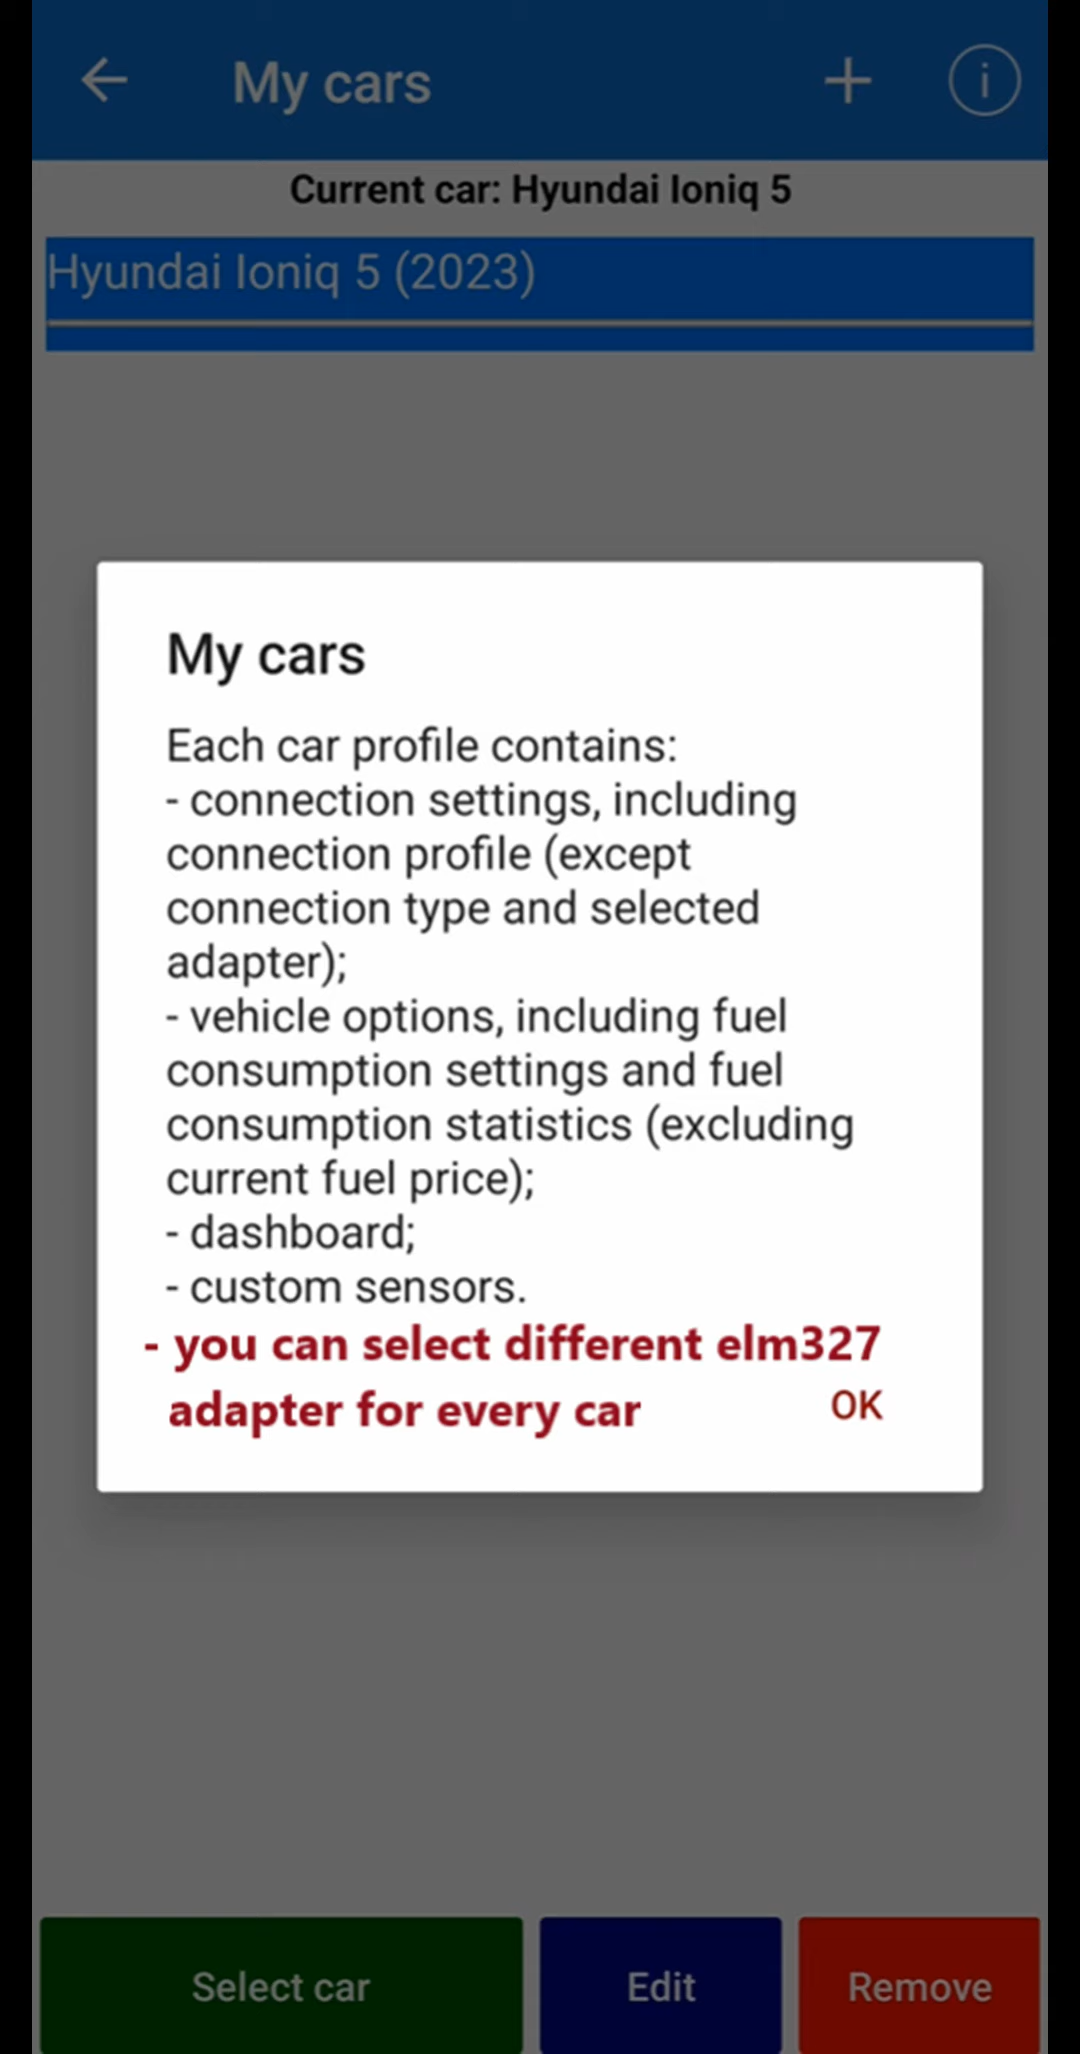 My cars
Current car: Hyundai Ioniq 5
Hyundai Ioniq 5 (2023)
My cars
Each car profile contains:
- connection settings, including
connection profile (except
connection type and selected
adapter);
- vehicle options, including fuel
consumption settings and fuel
consumption statistics (excluding
current fuel price);
- dashboard;
- custom sensors.
- you can select different elm327
adapter for every car
OK
Select car
Edit
Remove